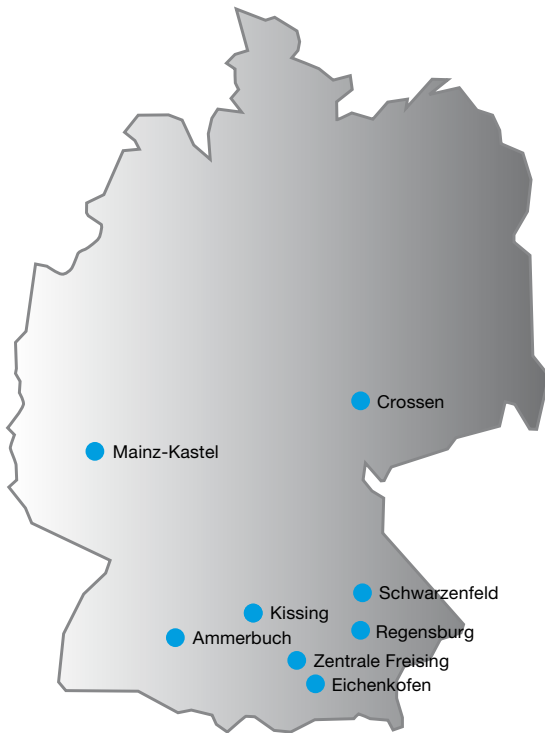 Crossen
Mainz-Kastel
Schwarzenfeld
Kissing
Regensburg
Ammerbuch
Zentrale Freising
Eichenkofen